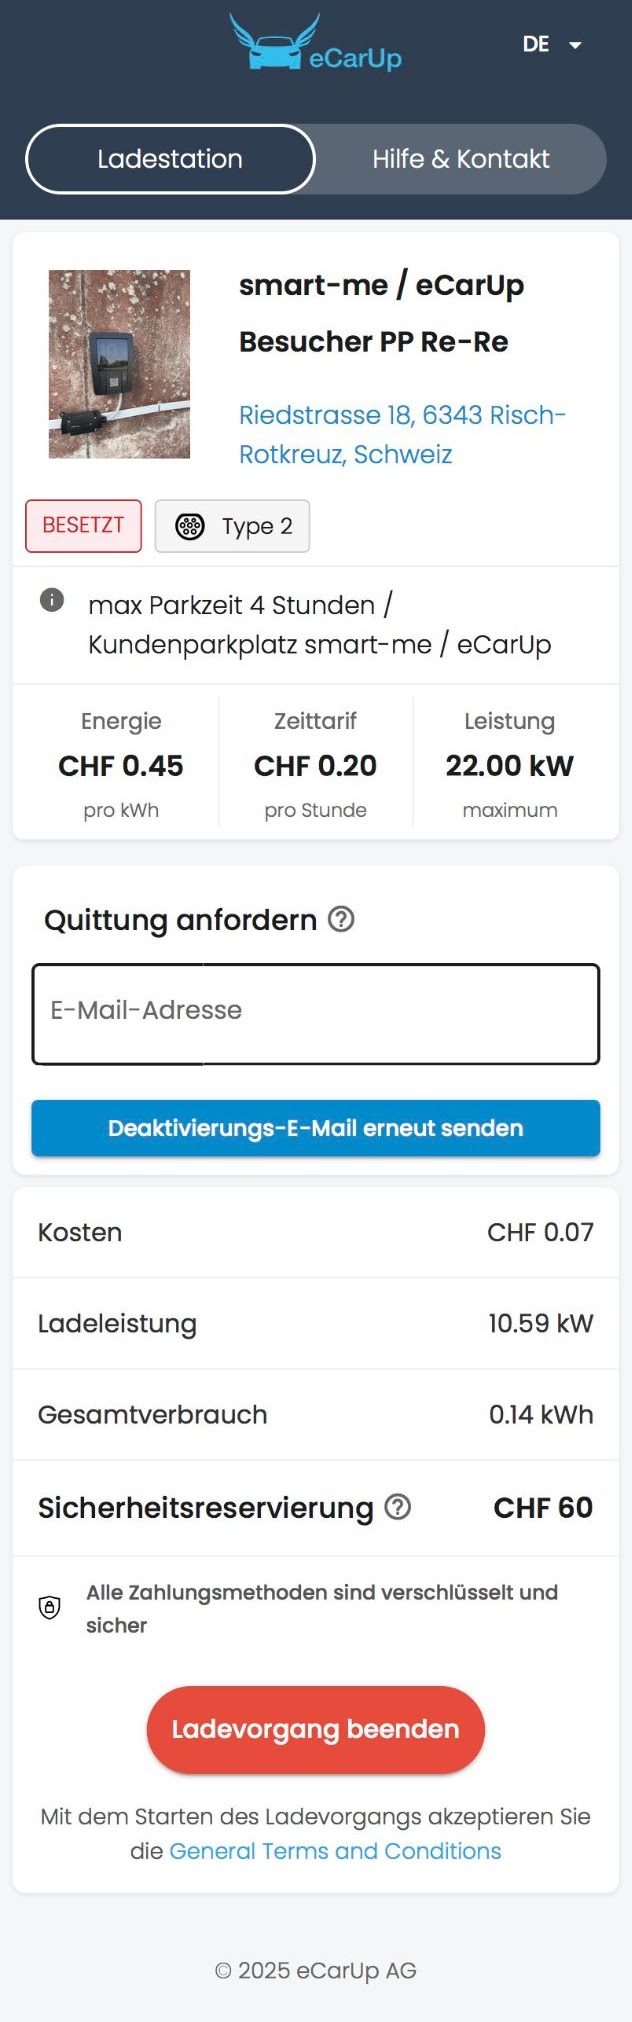 eCarUp
DE
Ladestation
Hilfe & Kontakt
smart-me / eCarUp
Besucher PP Re-Re
Riedstrasse 18, 6343 Risch-
Rotkreuz, Schweiz
BESETZT
Type 2
max Parkzeit 4 Stunden /
Kundenparkplatz smart-me / eCarUp
Energie
CHF 0.45
pro kWh
Zeittarif
CHF 0.20
pro Stunde
Leistung
22.00 kW
maximum
Quittung anfordern
E-Mail-Adresse
Deaktivierungs-E-Mail erneut senden
Kosten
CHF 0.07
Ladeleistung
10.59 kW
Gesamtverbrauch
0.14 kWh
Sicherheitsreservierung
CHF 60
Alle Zahlungsmethoden sind verschlüsselt und
sicher
Ladevorgang beenden
Mit dem Starten des Ladevorgangs akzeptieren Sie
die General Terms and Conditions
© 2025 eCarUp AG